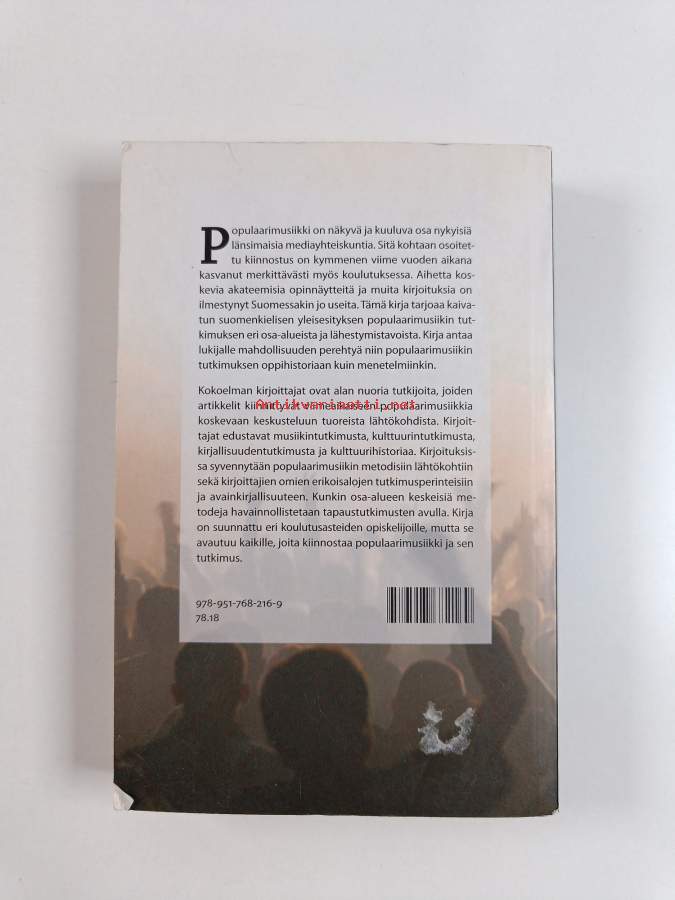 Populaarimusiikki on näkyvä ja kuuluva osa nykyisiä
länsimaisia mediayhteiskuntia. Sitä kohtaan osoitet-
tu kiinnostus on kymmenen viime vuoden aikana
kasvanut merkittävästi myös koulutuksessa. Aihetta kos-
kevia akateemisia opinnäytteitä ja muita kirjoituksia on
ilmestynyt Suomessakin jo useita. Tämä kirja tarjoaa kaiva-
tun suomenkielisen yleisesityksen populaarimusiikin tut-
kimuksen eri osa-alueista ja lähestymistavoista. Kirja antaa
lukijalle mahdollisuuden perehtyä niin populaarimusiikin
tutkimuksen oppihistoriaan kuin menetelmiinkin.
Kokoelman kirjoittajat ovat alan nuoria tutkijoita, joiden
artikkelit kiinnittyvät viimeaikaiseen populaarimusiikkia
Antikvariaatti.net
koskevaan keskusteluun tuoreista lähtökohdista. Kirjoit-
tajat edustavat musiikintutkimusta, kulttuurintutkimusta,
kirjallisuudentutkimusta ja kulttuurihistoriaa. Kirjoituksis-
sa syvennytään populaarimusiikin metodisiin lähtökohtiin
sekä kirjoittajien omien erikoisalojen tutkimusperinteisiin
ja avainkirjallisuuteen. Kunkin osa-alueen keskeisiä me-
todeja havainnollistetaan tapaustutkimusten avulla. Kirja
on suunnattu eri koulutusasteiden opiskelijoille, mutta se
avautuu kaikille, joita kiinnostaa populaarimusiikki ja sen
tutkimus.
978-951-768-216-9
78.18